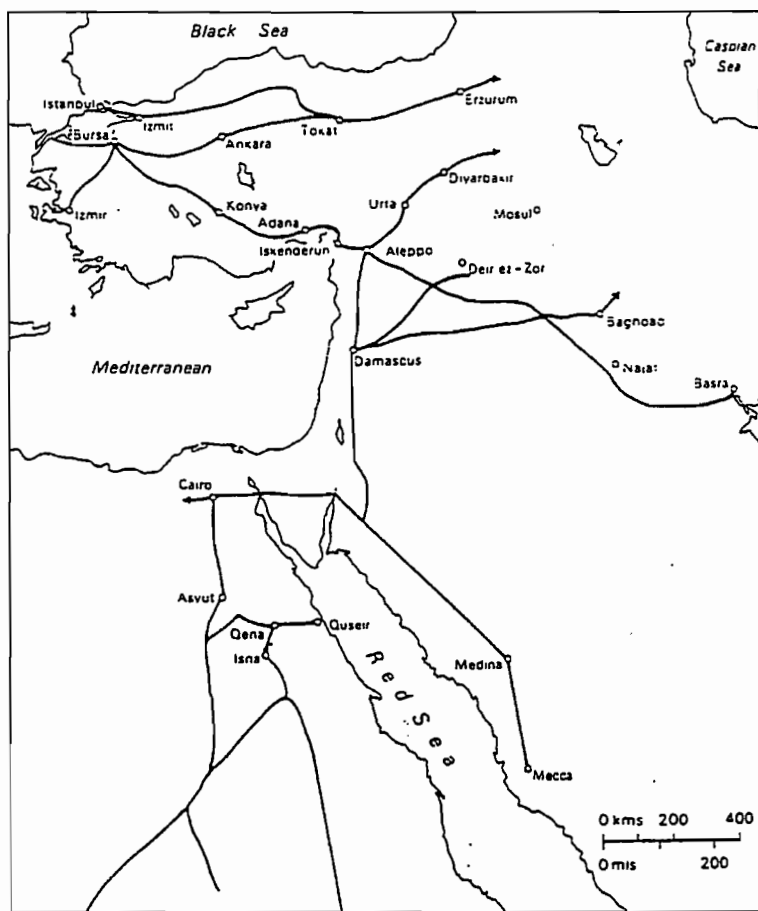 Black Sea
Caspian
Sea
Istanbul
Izmit
Bursa
Tokat
Erzurum
Ankara
Izmir
Konya
Adana
Iskenderun
Urfa
Diyarbakir
Mosul
Aleppo
Deir ez-Zor
Baghdad
Damascus
Najaf
Basra
Mediterranean
Cairo
Asyut
Qena
Isna
Quseir
Red Sea
Medina
Mecca
0 kms 200 400
0 mls 200